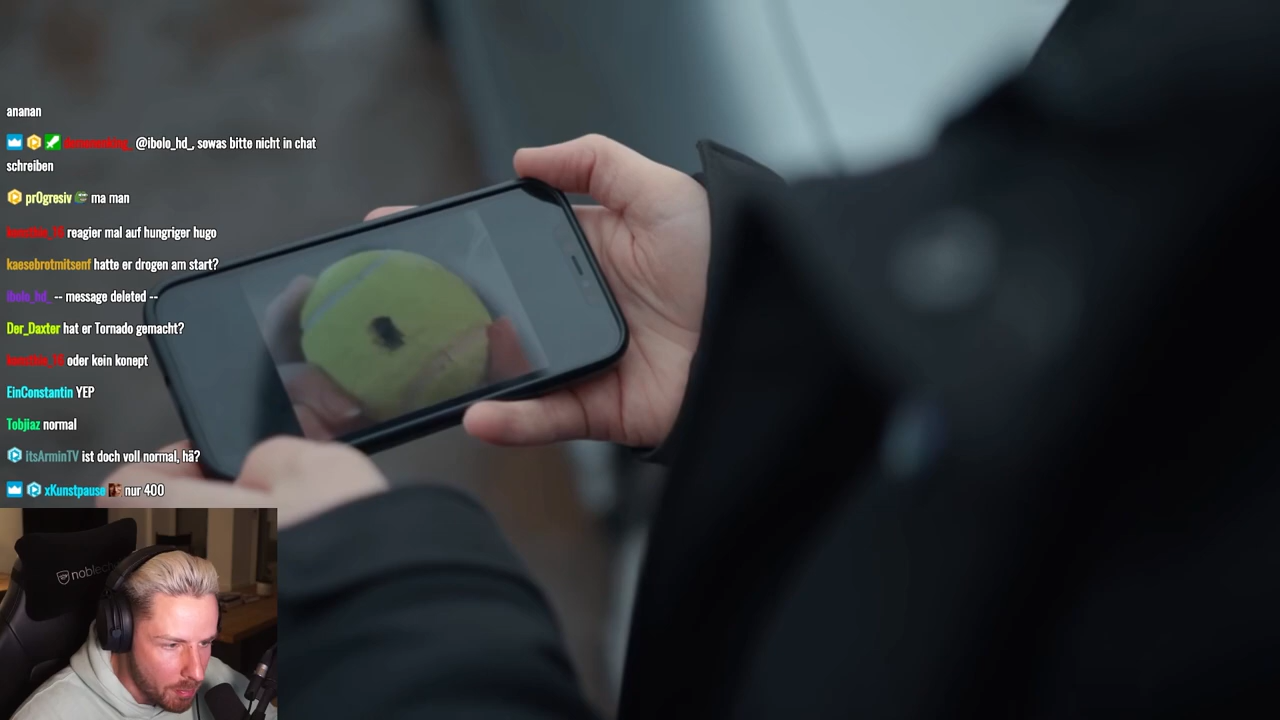 ananan
@ibolo_hd_, sowas bitte nicht in chat
schreiben
pr0gresiv ma man
reagier mal auf hungriger hugo
kaesebrotmitsenf hatte er drogen am start?
ibolo_hd_ -- message deleted --
Der_Daxter hat er Tornado gemacht?
oder kein konept
EinConstantin YEP
Tobjiaz normal
itsArminTV ist doch voll normal, hä?
xKunstpause nur 400
noblech